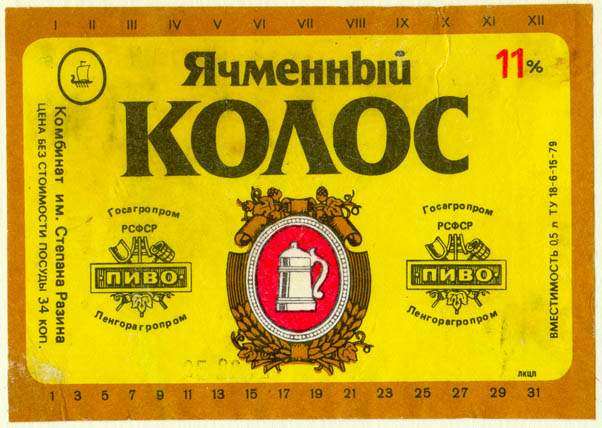 I II III IV V VI VII VIII IX X XI XII
Ячменный
КОЛОС
11%
Комбинат им. Степана Разина
ЦЕНА БЕЗ СТОИМОСТИ ПОСУДЫ 34 коп.
Госагропром
РСФСР
ПИВО
Ленгорагропром
Госагропром
РСФСР
ПИВО
Ленгорагропром
ВМЕСТИМОСТЬ 0,5 л ТУ 18-6-15-79
ЛКЦЛ
1 3 5 7 9 11 13 15 17 19 21 23 25 27 29 31